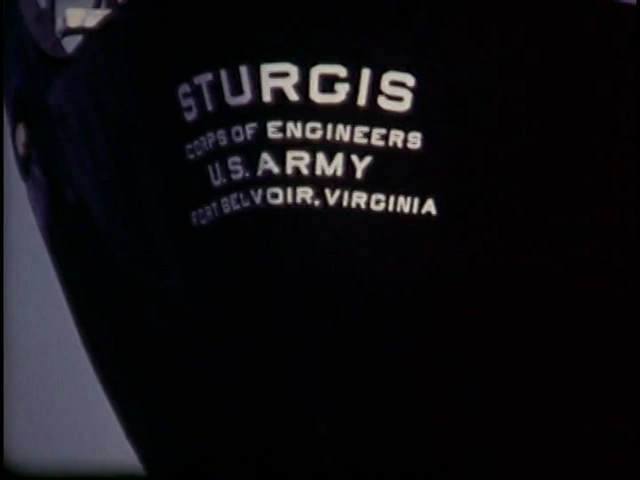 STURGIS
CORPS OF ENGINEERS
U.S. ARMY
FORT BELVOIR, VIRGINIA